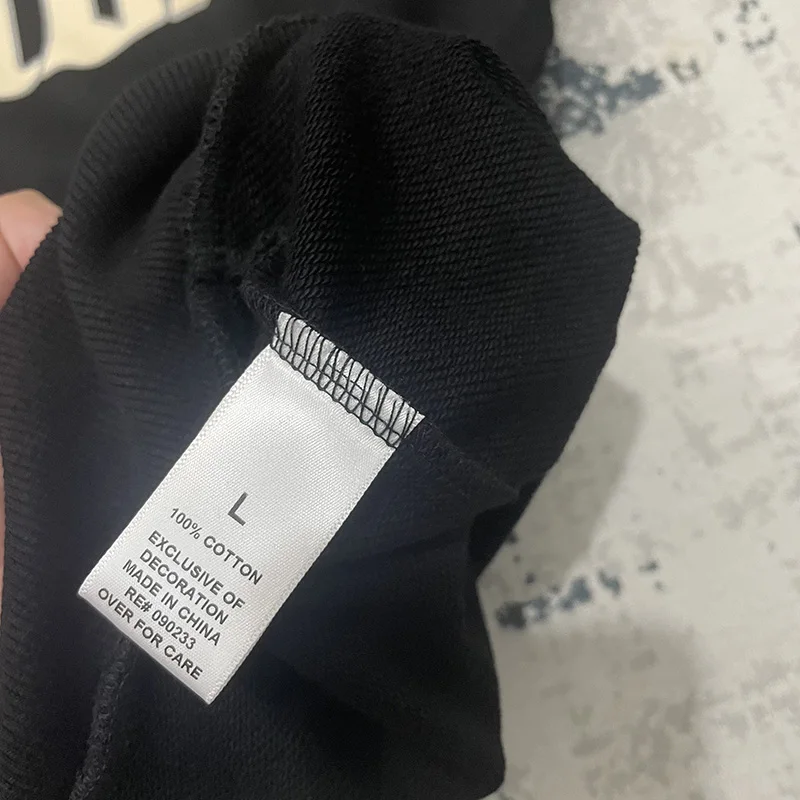 L
100% COTTON
EXCLUSIVE OF
DECORATION
MADE IN CHINA
RE# 090233
OVER FOR CARE